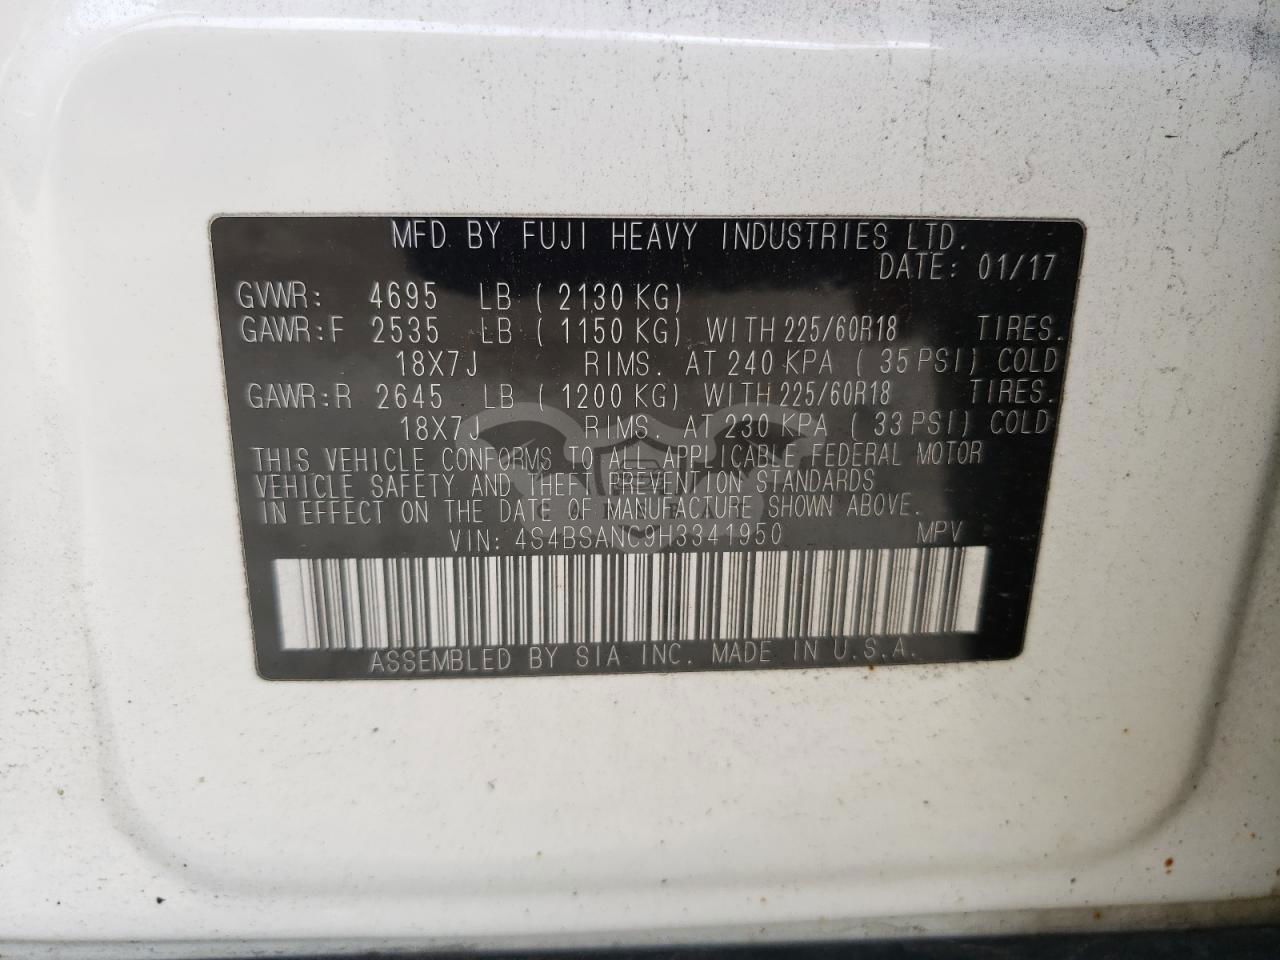 MFD. BY FUJI HEAVY INDUSTRIES LTD.
DATE: 01/17
GVWR: 4695 LB ( 2130 KG)
GAWR:F 2535 LB ( 1150 KG) WITH 225/60R18 TIRES.
18X7J RIMS. AT 240 KPA ( 35 PSI) COLD
GAWR:R 2645 LB ( 1200 KG) WITH 225/60R18 TIRES.
18X7J RIMS. AT 230 KPA ( 33 PSI) COLD
THIS VEHICLE CONFORMS TO ALL APPLICABLE FEDERAL MOTOR
VEHICLE SAFETY AND THEFT PREVENTION STANDARDS
IN EFFECT ON THE DATE OF MANUFACTURE SHOWN ABOVE.
VIN: 4S4BSANC9H3341950 MPV
ASSEMBLED BY SIA INC. MADE IN U.S.A.